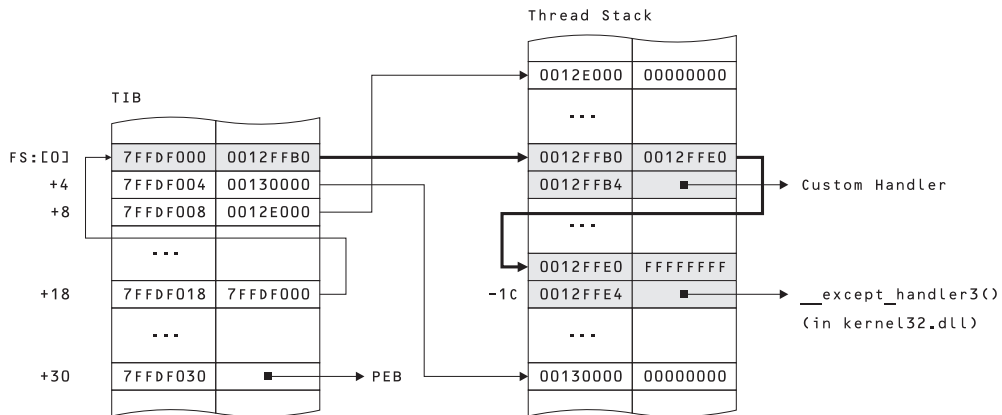 Thread Stack
0012E000 00000000
TIB
...
FS:[0] 7FFDF000 0012FFB0 0012FFB0 0012FFE0
+4 7FFDF004 00130000 0012FFB4 Custom Handler
+8 7FFDF008 0012E000
... ...
0012FFE0 FFFFFFFF
+18 7FFDF018 7FFDF000 -1C 0012FFE4 __except_handler3()
(in kernel32.dll)
... ...
+30 7FFDF030 PEB 00130000 00000000